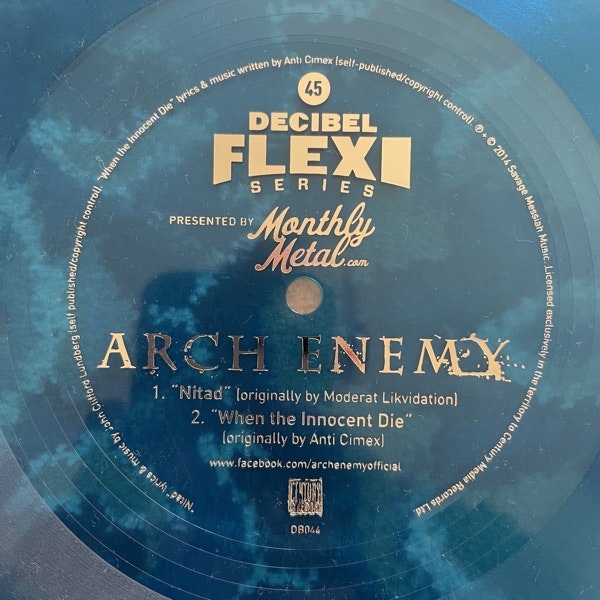 45
DECIBEL
FLEXI
SERIES
PRESENTED BY Monthly
Metal.com
ARCH ENEMY
1. "Nitad" (originally by Moderat Likvidation)
2. "When the Innocent Die"
(originally by Anti Cimex)
www.facebook.com/archenemyofficial
CENTURY
MEDIA
DB044
"Nitad" lyrics & music by John Clifford Lundberg (self published/copyright control). "When the Innocent Die" lyrics & music written by Anti Cimex (self-published/copyright control). ℗ + © 2014 Savage Messiah Music. Licensed exclusively in the territory to Century Media Records Ltd.